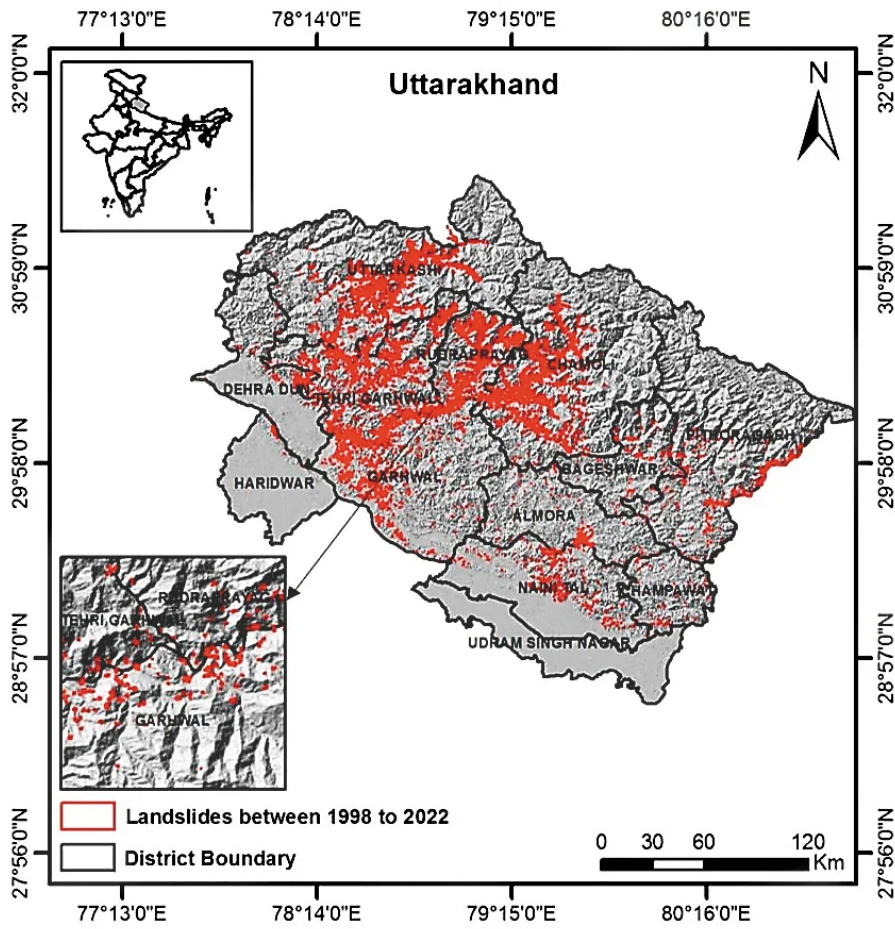 77°13'0"E 78°14'0"E 79°15'0"E 80°16'0"E
32°0'0"N
32°0'0"N
Uttarakhand
N
30°59'0"N
30°59'0"N
UTTARKASHI
RUDRAPRAYAG
CHAMOLI
DEHRA DUN
TEHRI GARHWAL
PITHORAGARH
29°58'0"N
29°58'0"N
BAGESHWAR
GARHWAL
HARIDWAR
ALMORA
NAINI TAL
CHAMPAWAT
RUDRAPRAYAG
TEHRI GARHWAL
UDRAM SINGH NAGAR
28°57'0"N
28°57'0"N
GARHWAL
Landslides between 1998 to 2022
District Boundary
0 30 60 120
Km
27°56'0"N
27°56'0"N
77°13'0"E 78°14'0"E 79°15'0"E 80°16'0"E